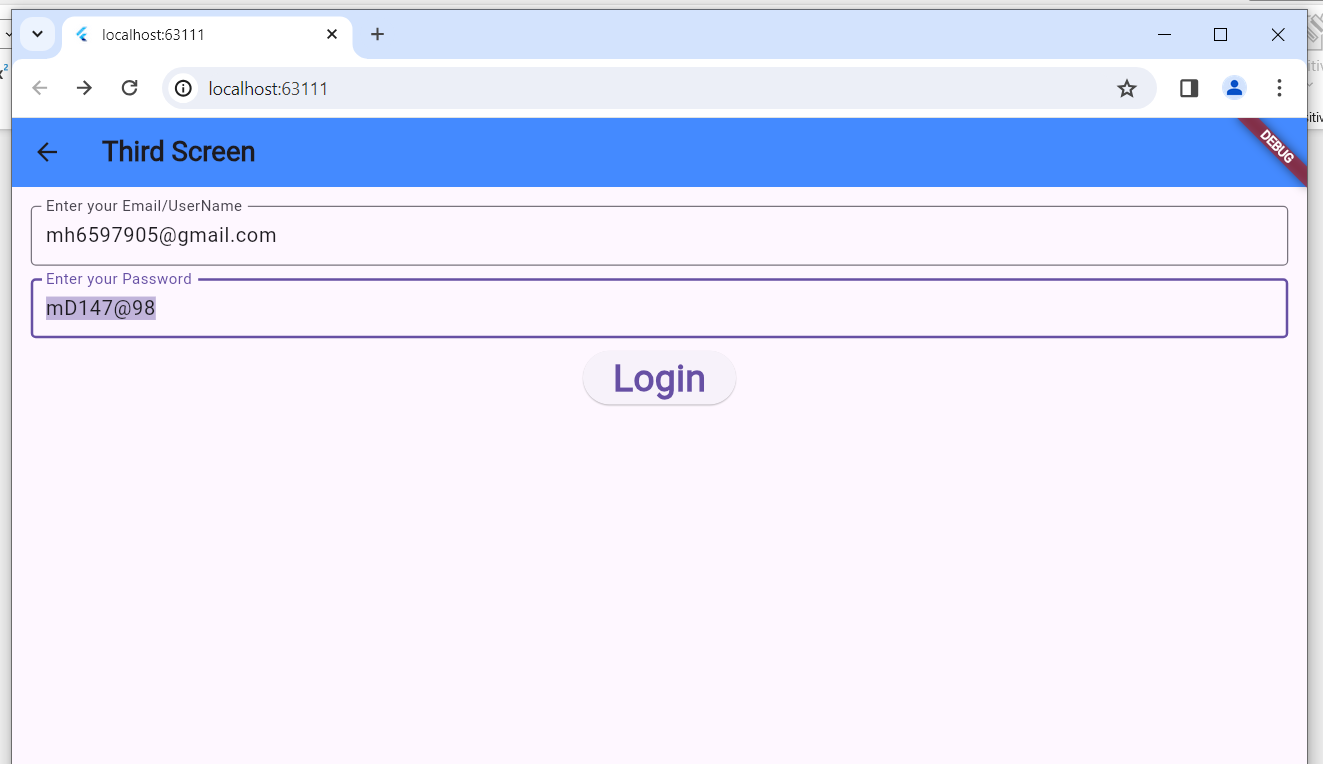 localhost:63111
localhost:63111
Third Screen
DEBUG
Enter your Email/UserName
mh6597905@gmail.com
Enter your Password
mD147@98
Login